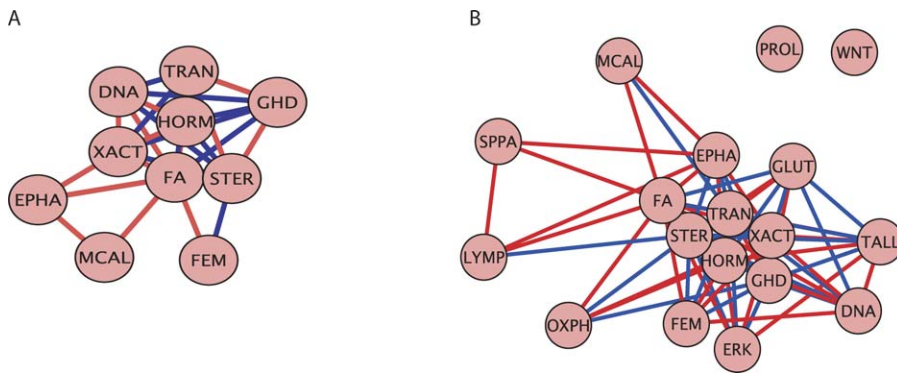 A
TRAN
DNA
GHD
HORM
XACT
FA
STER
EPHA
MCAL
FEM
B
PROL
WNT
MCAL
SPPA
EPHA
GLUT
FA
TRAN
STER
XACT
TALL
LYMP
HORM
GHD
DNA
OXPH
FEM
ERK